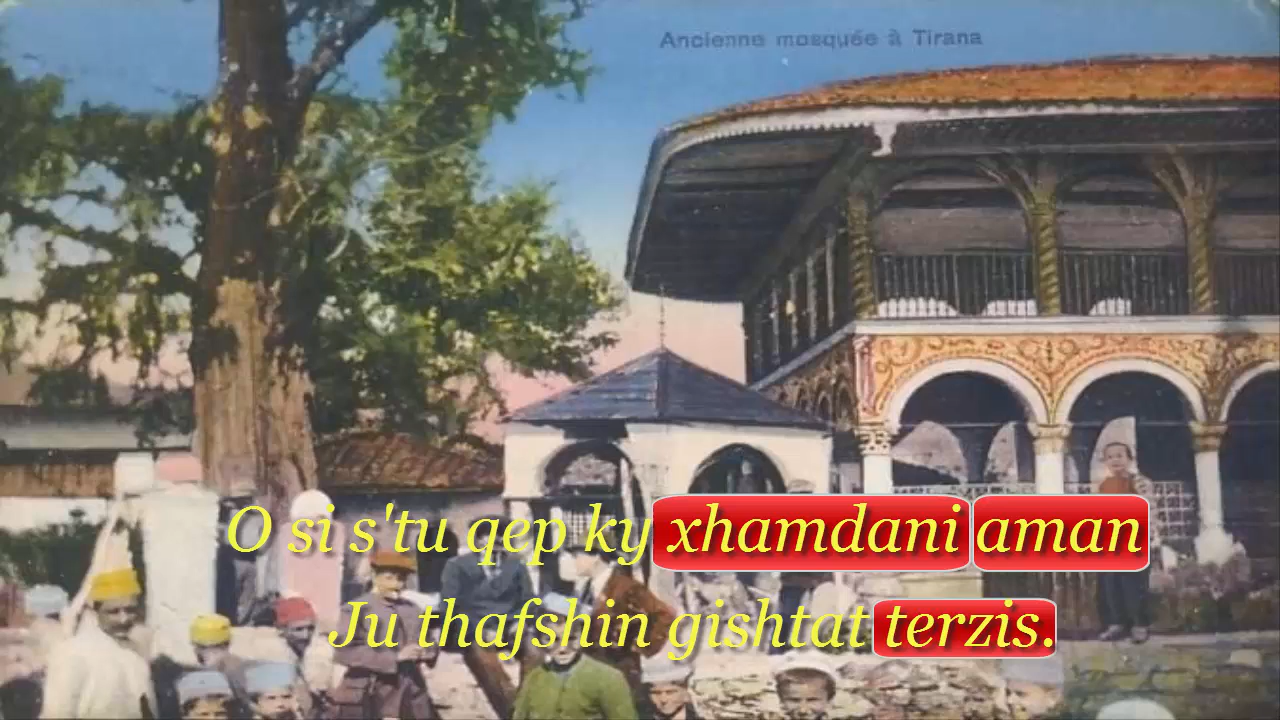 Ancienne mosquée à Tirana
O si s'tu qep ky xhamdani aman
Ju thafshin gishtat terzis.